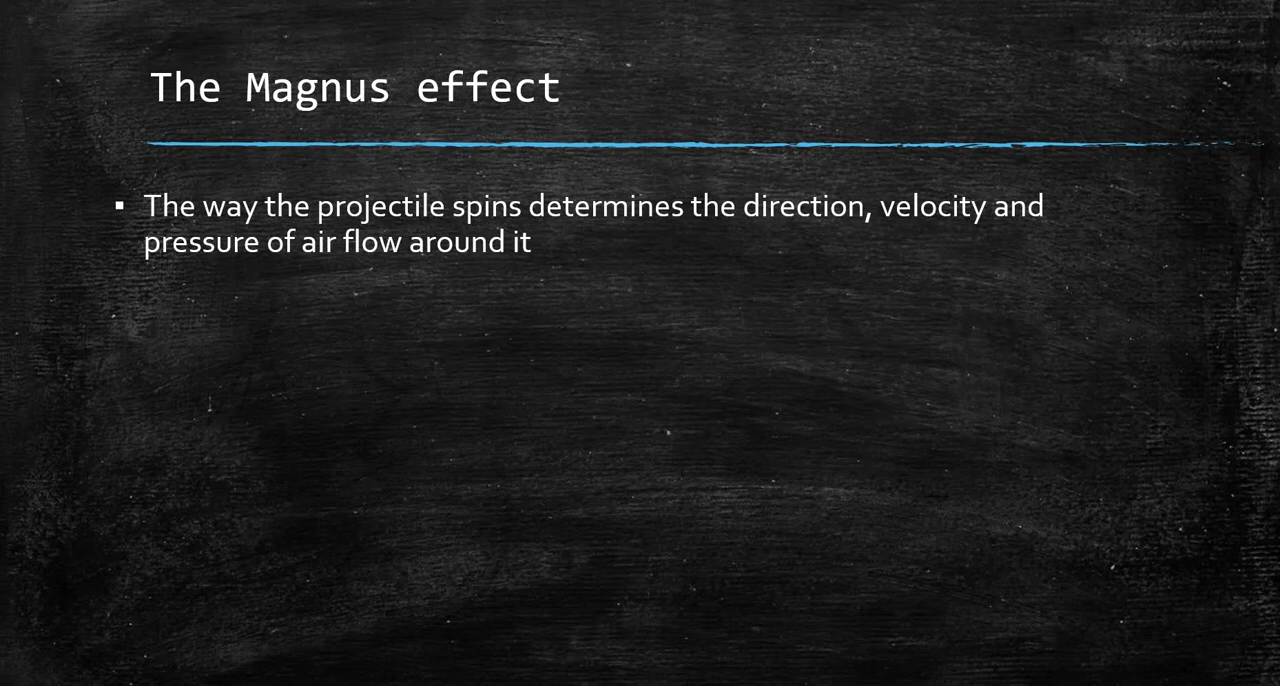 The Magnus effect
▪ The way the projectile spins determines the direction, velocity and
pressure of air flow around it